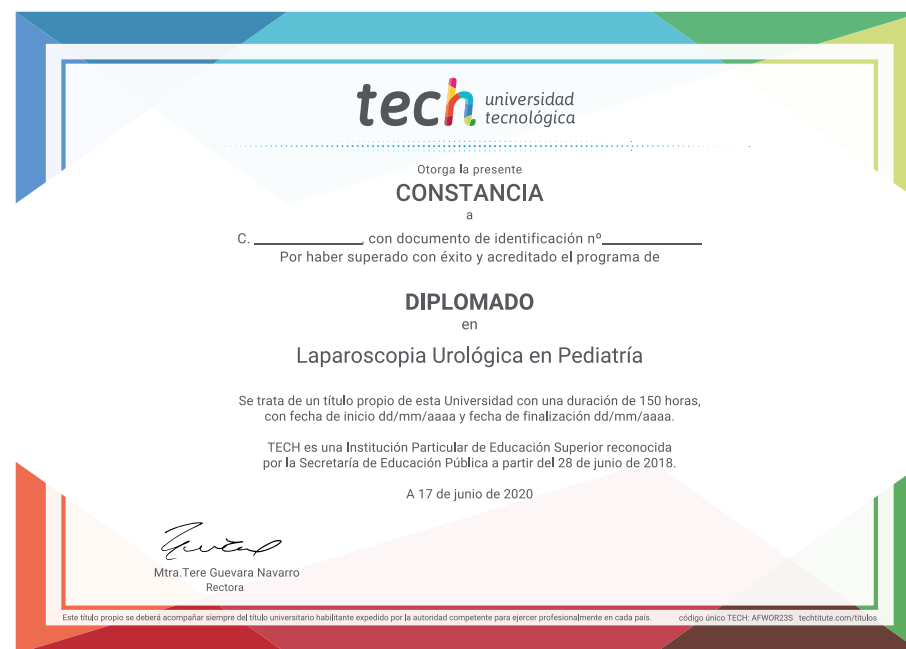 tech universidad
tecnológica
Otorga la presente
CONSTANCIA
a
C. ____________, con documento de identificación nº____________
Por haber superado con éxito y acreditado el programa de
DIPLOMADO
en
Laparoscopia Urológica en Pediatría
Se trata de un título propio de esta Universidad con una duración de 150 horas,
con fecha de inicio dd/mm/aaaa y fecha de finalización dd/mm/aaaa.
TECH es una Institución Particular de Educación Superior reconocida
por la Secretaría de Educación Pública a partir del 28 de junio de 2018.
A 17 de junio de 2020
Mtra.Tere Guevara Navarro
Rectora
Este título propio se deberá acompañar siempre del título universitario habilitante expedido por la autoridad competente para ejercer profesionalmente en cada país. código único TECH: AFWOR23S techtitute.com/titulos